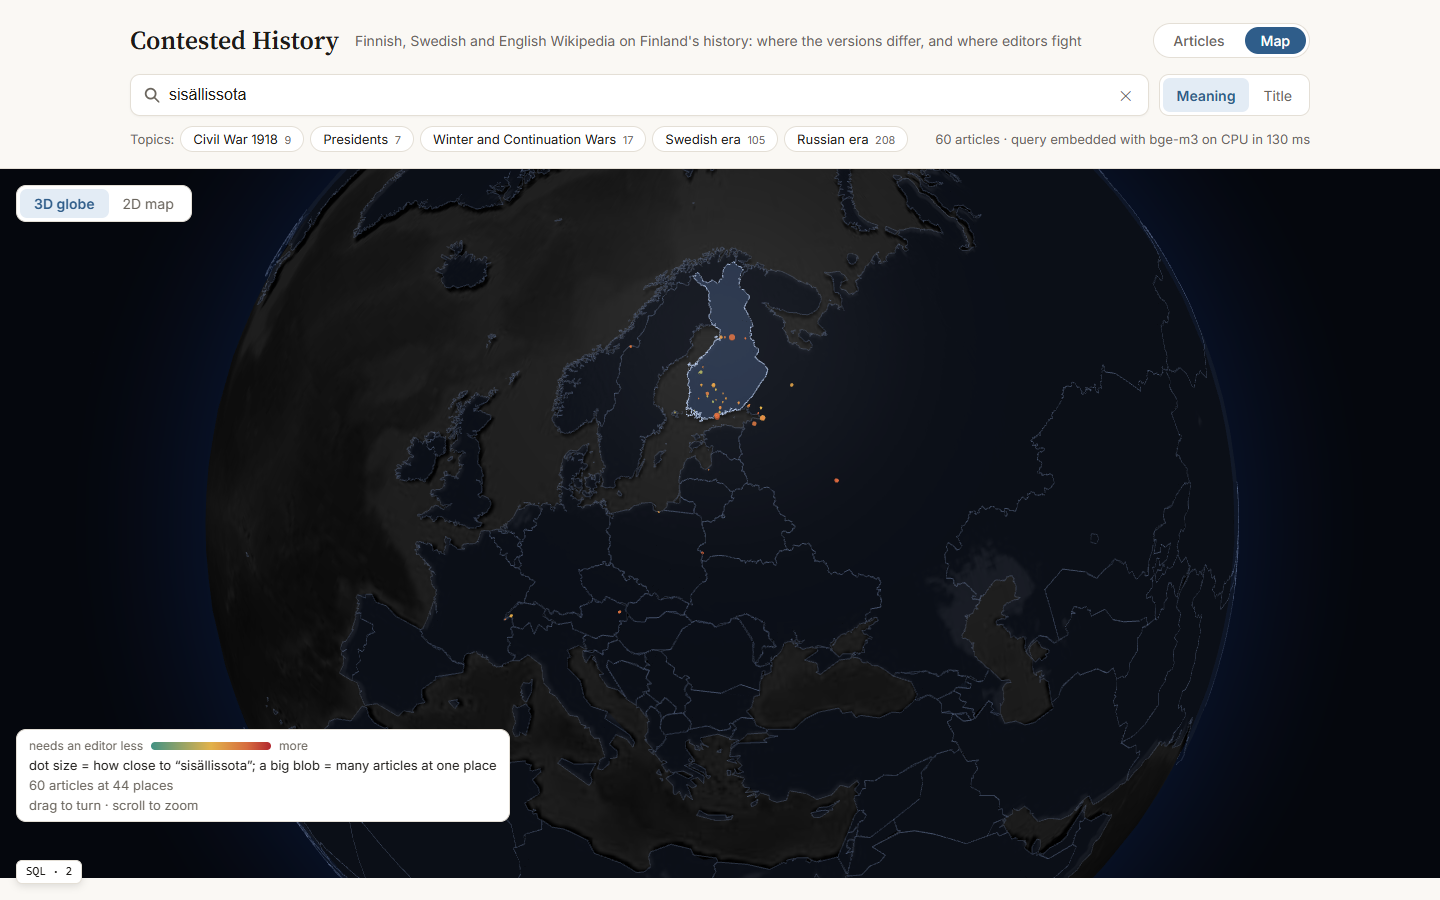 Contested History
Finnish, Swedish and English Wikipedia on Finland's history: where the versions differ, and where editors fight
Articles
Map
sisällissota
Meaning
Title
Topics:
Civil War 1918 9
Presidents 7
Winter and Continuation Wars 17
Swedish era 105
Russian era 208
60 articles · query embedded with bge-m3 on CPU in 130 ms
3D globe
2D map
needs an editor less
more
dot size = how close to “sisällissota”; a big blob = many articles at one place
60 articles at 44 places
drag to turn · scroll to zoom
SQL · 2